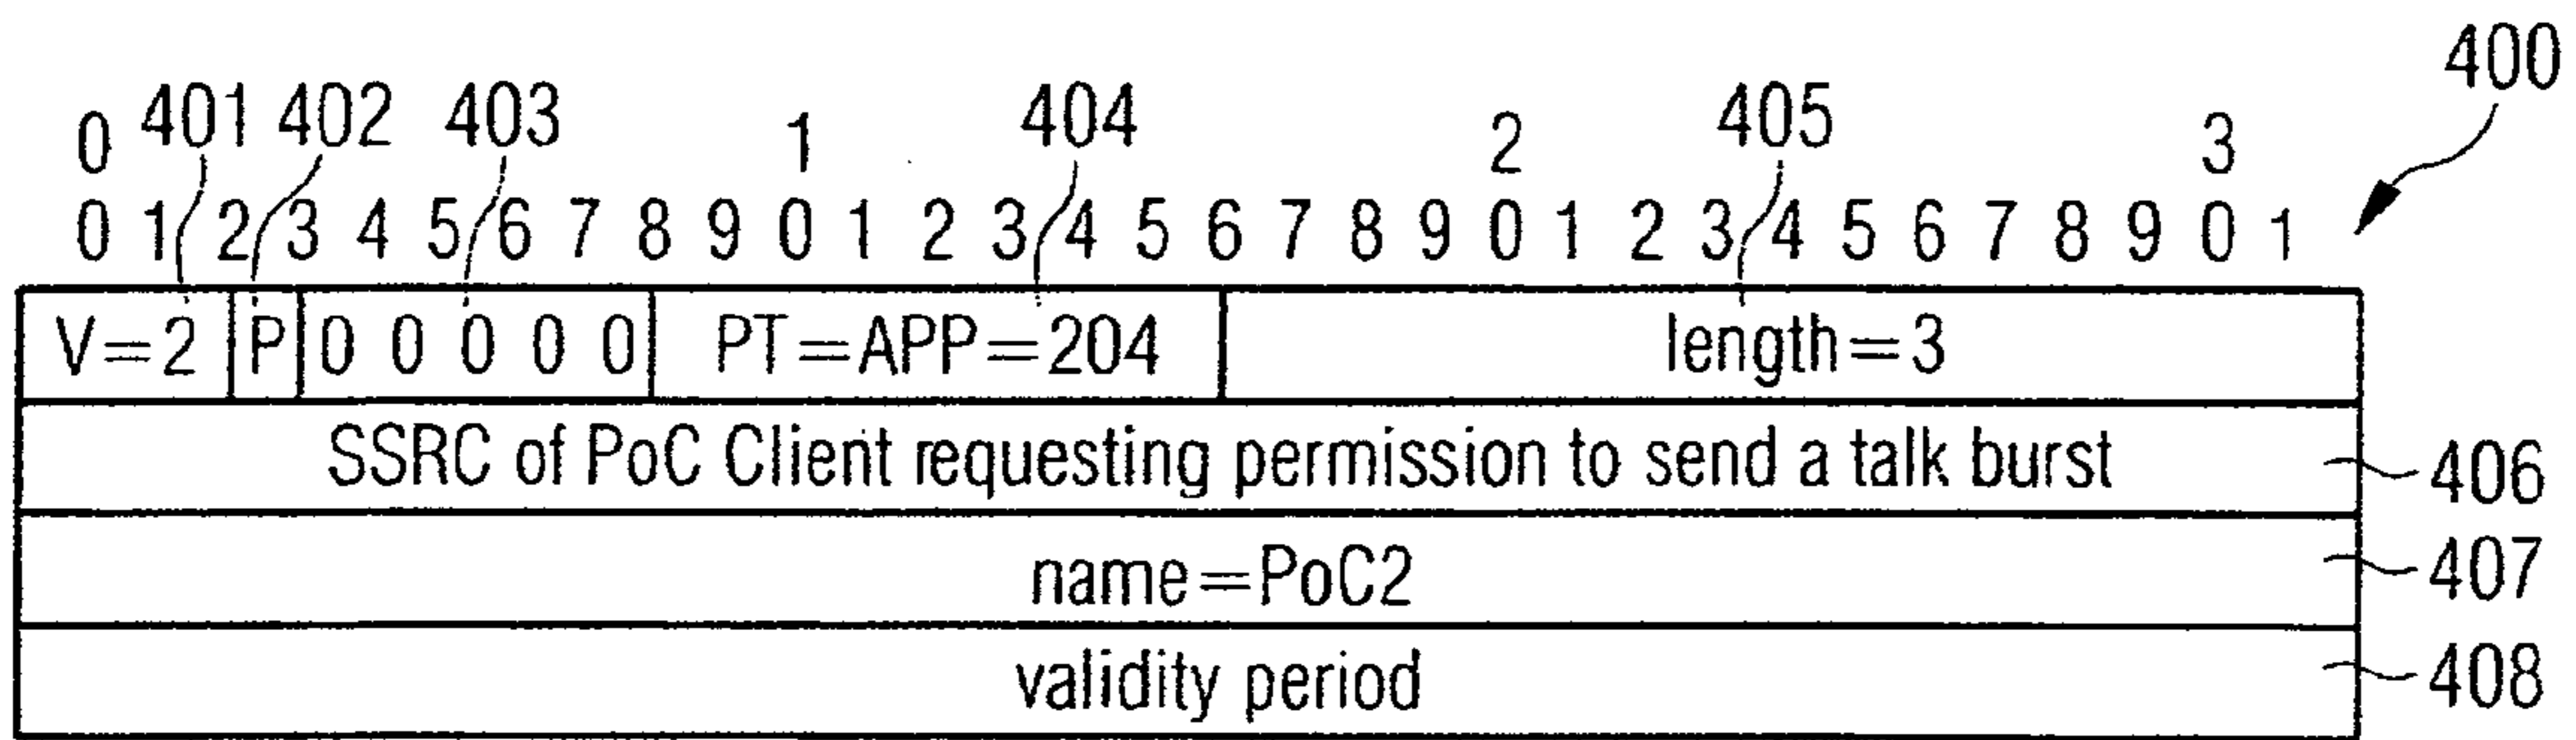 400
0 401 402 403 1 404 2 405 3
0 1 2 3 4 5 6 7 8 9 0 1 2 3 4 5 6 7 8 9 0 1 2 3 4 5 6 7 8 9 0 1
V=2 P 0 0 0 0 0 PT=APP=204 length=3
SSRC of PoC Client requesting permission to send a talk burst 406
name=PoC2 407
validity period 408